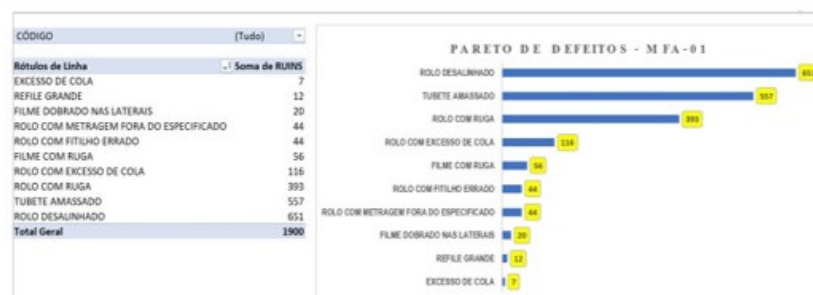 CÓDIGO (Tudo)
Rótulos de Linha Soma de RUINS
EXCESSO DE COLA 7
REFILE GRANDE 12
FILME DOBRADO NAS LATERAIS 20
ROLO COM METRAGEM FORA DO ESPECIFICADO 44
ROLO COM FITILHO ERRADO 44
FILME COM RUGA 56
ROLO COM EXCESSO DE COLA 116
ROLO COM RUGA 393
TUBETE AMASSADO 557
ROLO DESALINHADO 651
Total Geral 1900
PARETO DE DEFEITOS - MFA-01
ROLO DESALINHADO 651
TUBETE AMASSADO 557
ROLO COM RUGA 393
ROLO COM EXCESSO DE COLA 116
FILME COM RUGA 56
ROLO COM FITILHO ERRADO 44
ROLO COM METRAGEM FORA DO ESPECIFICADO 44
FILME DOBRADO NAS LATERAIS 20
REFILE GRANDE 12
EXCESSO DE COLA 7